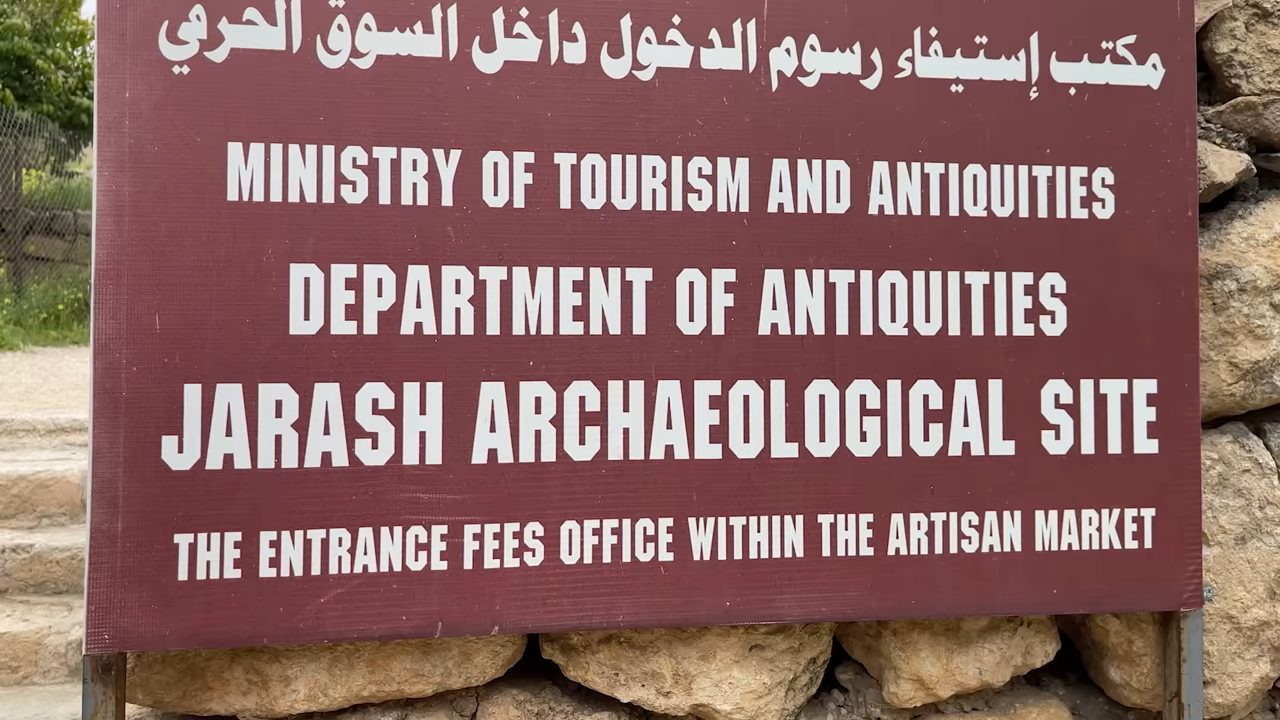 مكتب إستيفاء رسوم الدخول داخل السوق الحرفي
MINISTRY OF TOURISM AND ANTIQUITIES
DEPARTMENT OF ANTIQUITIES
JARASH ARCHAEOLOGICAL SITE
THE ENTRANCE FEES OFFICE WITHIN THE ARTISAN MARKET